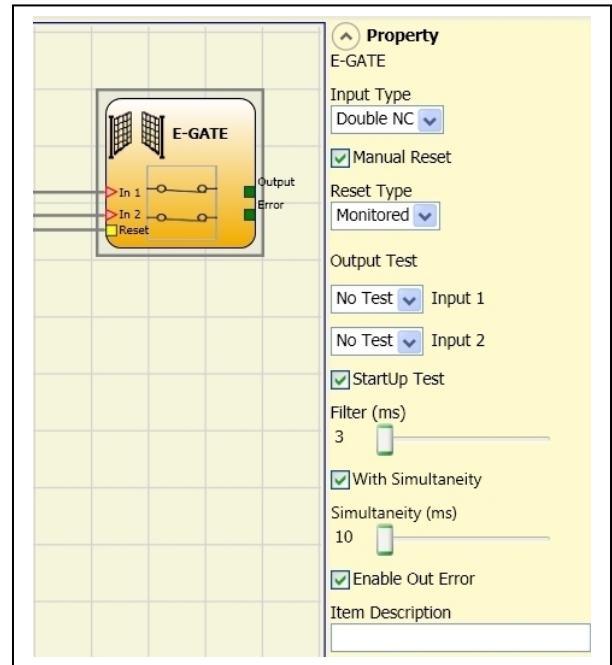 E-GATE
In 1
In 2
Reset
Output
Error
Property
E-GATE
Input Type
Double NC
Manual Reset
Reset Type
Monitored
Output Test
No Test Input 1
No Test Input 2
StartUp Test
Filter (ms)
3
With Simultaneity
Simultaneity (ms)
10
Enable Out Error
Item Description